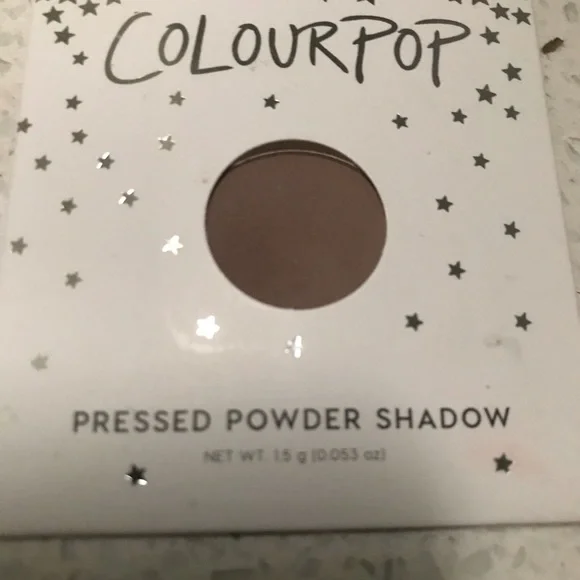 COLOURPOP
PRESSED POWDER SHADOW
NET WT. 1.5 g (0.053 oz)